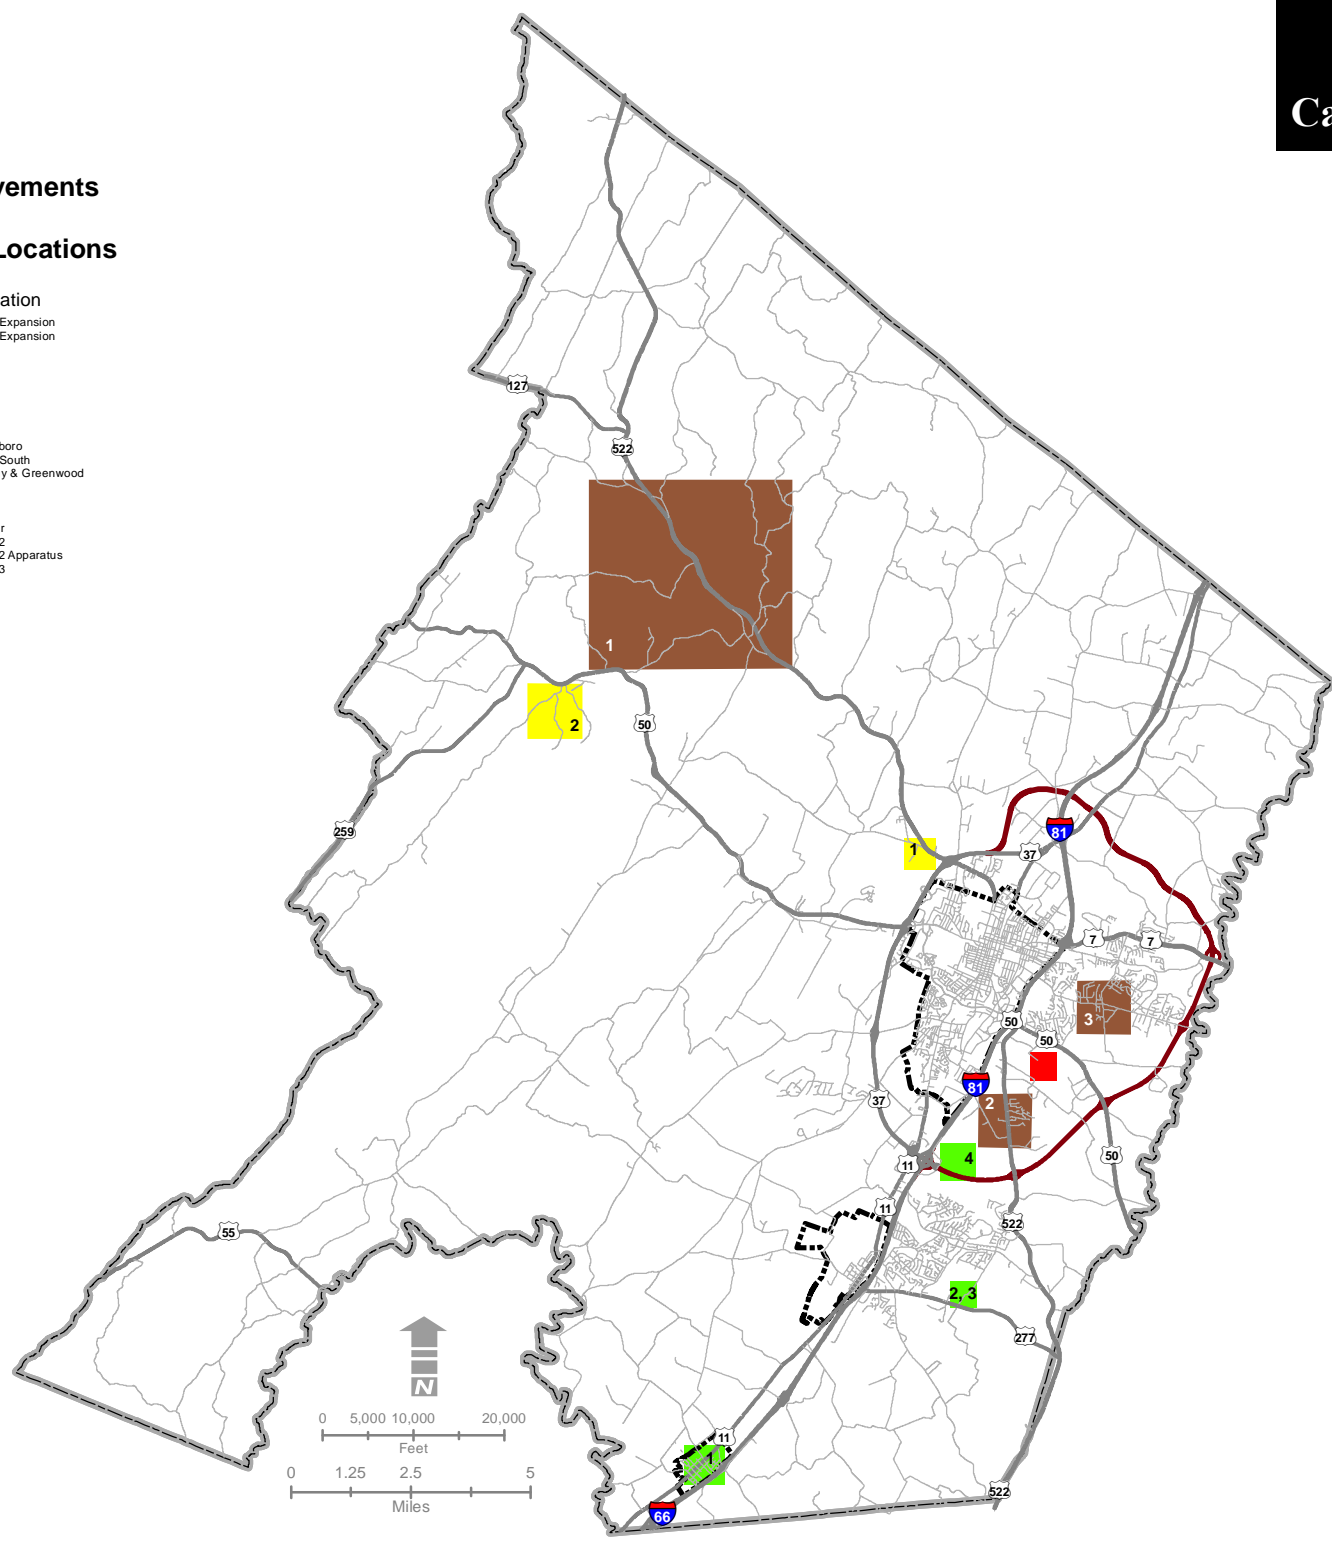 Ca
vements
Locations
ation
Expansion
Expansion
boro
South
y & Greenwood
r
2
2 Apparatus
3
127
522
1
2
50
259
1
81
37
7
7
3
50
50
81
2
37
4
11
50
11
522
55
2, 3
277
N
0 5,000 10,000 20,000
Feet
0 1.25 2.5 5
Miles
11
1
522
66